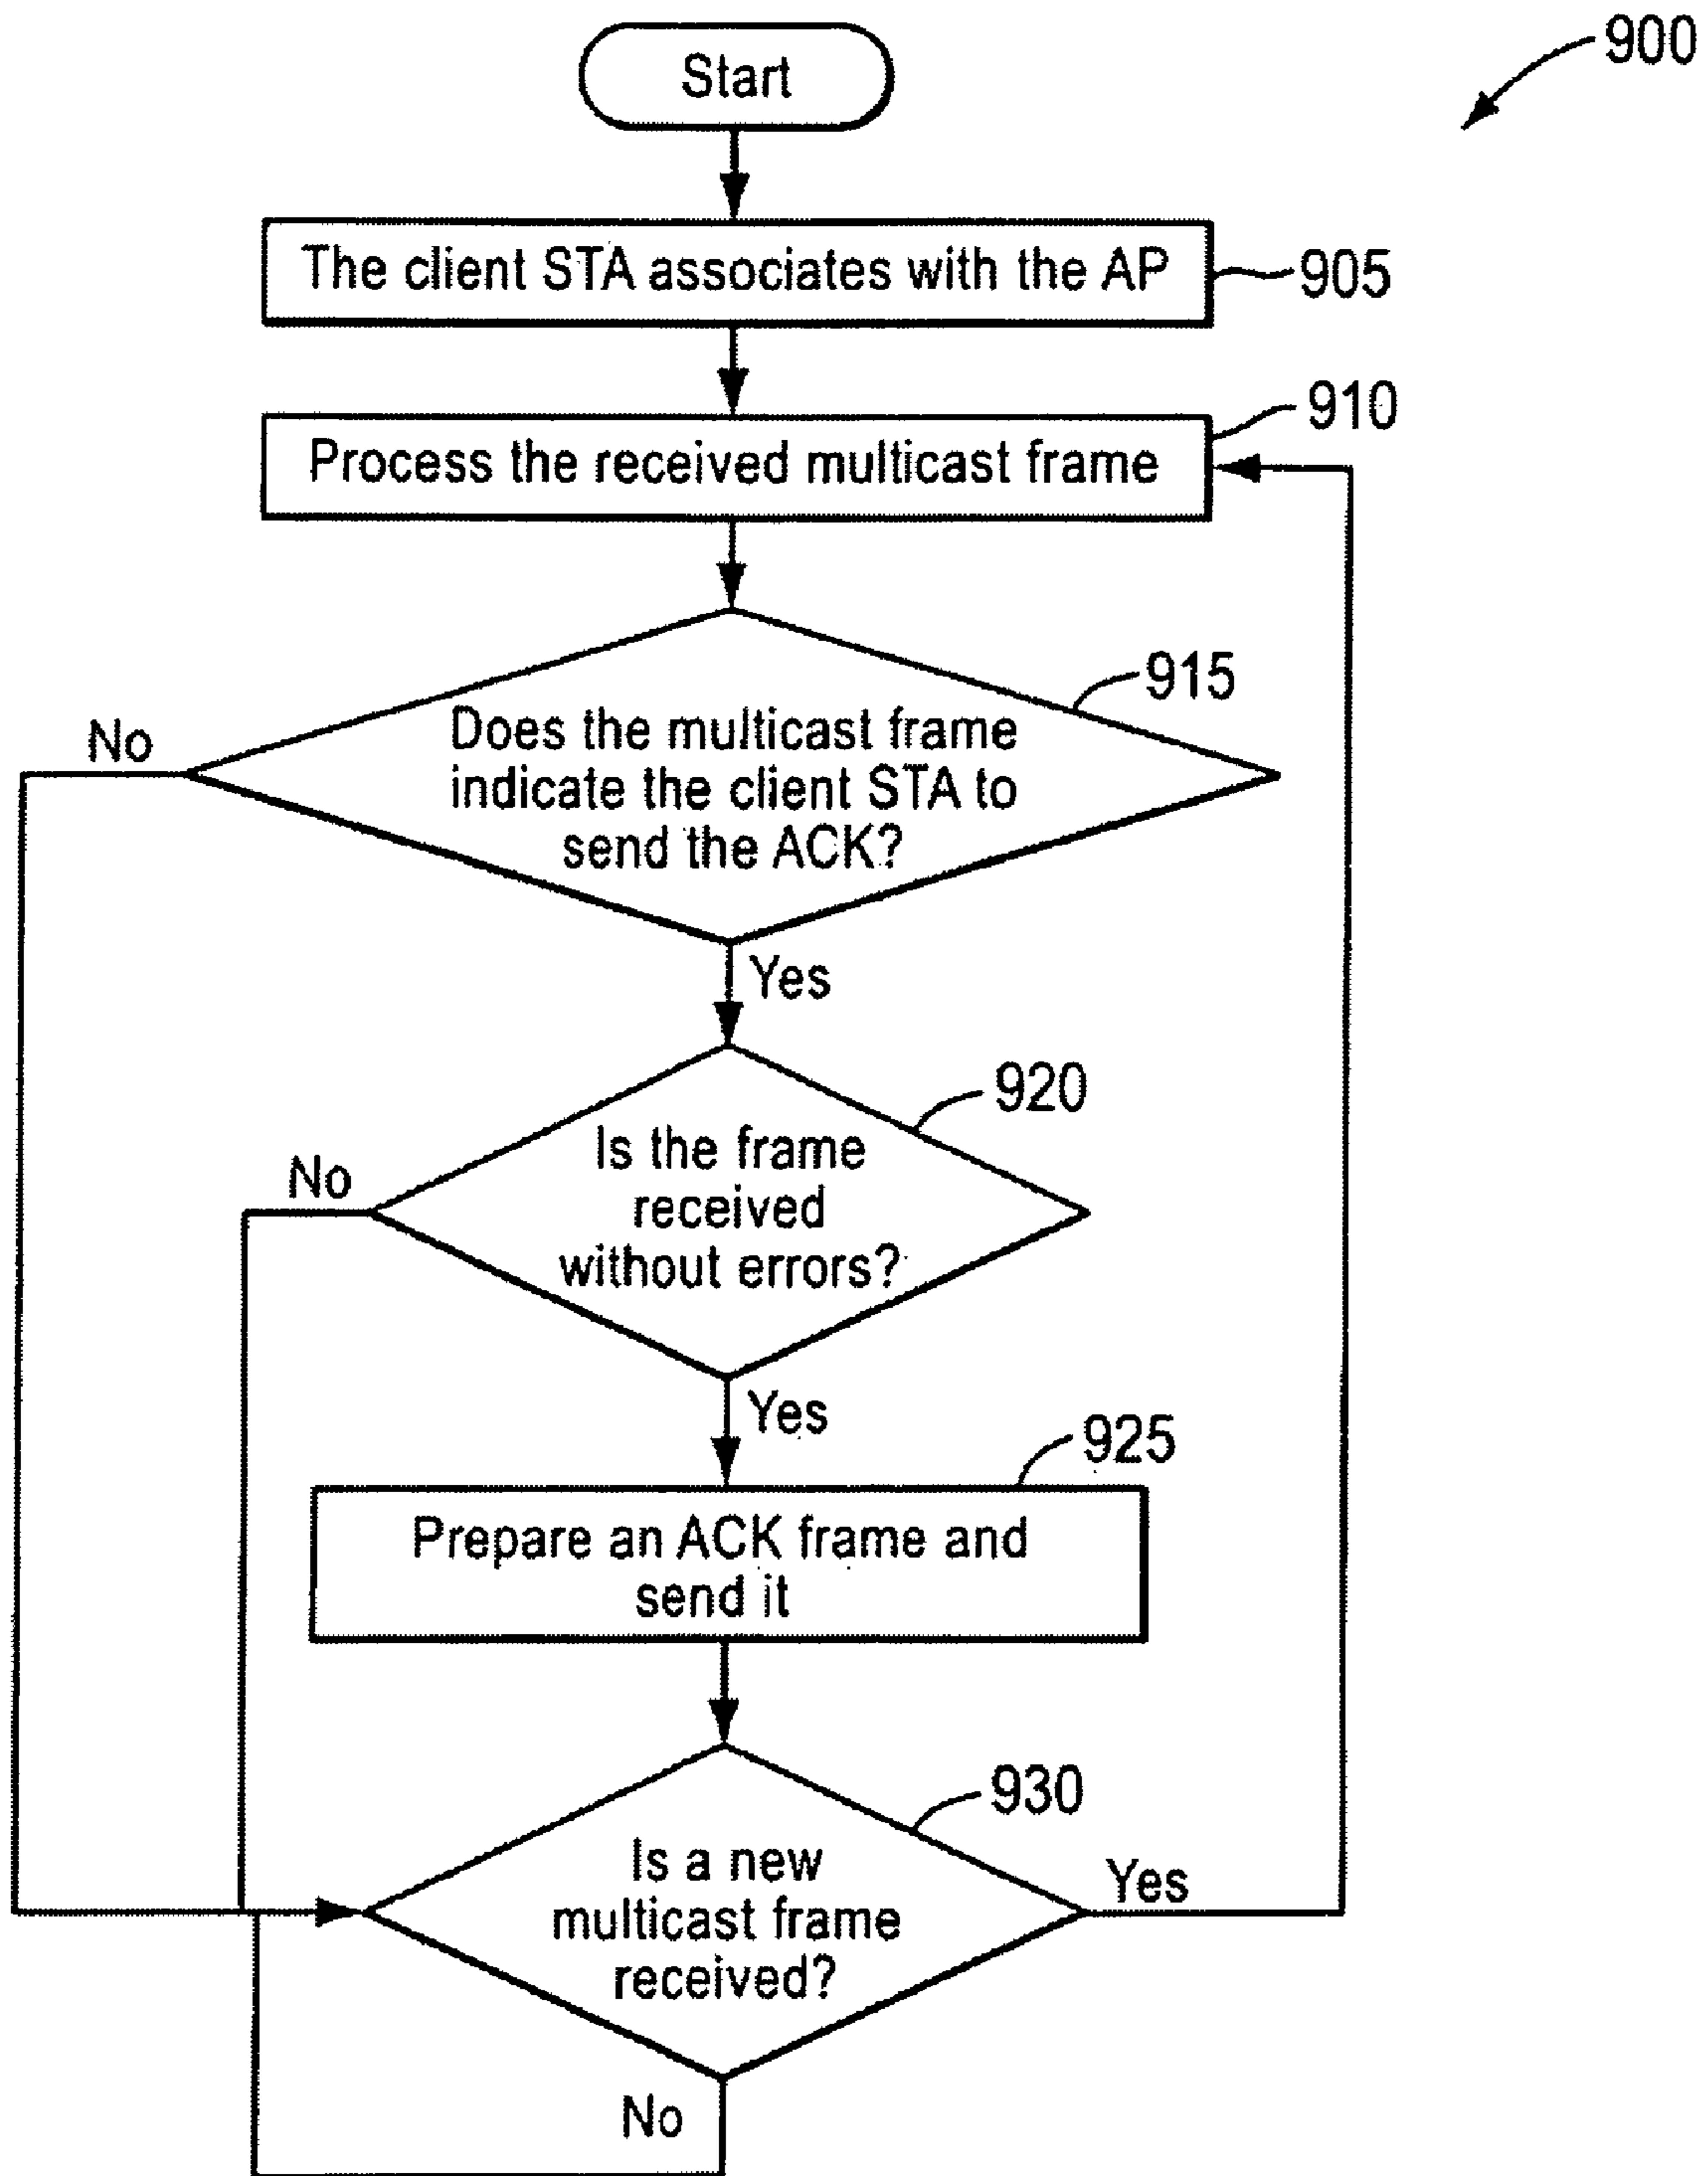 900
Start
The client STA associates with the AP
905
910
Process the received multicast frame
915
No
Does the multicast frame
indicate the client STA to
send the ACK?
Yes
920
No
Is the frame
received
without errors?
Yes
925
Prepare an ACK frame and
send it
930
Is a new
multicast frame
received?
Yes
No